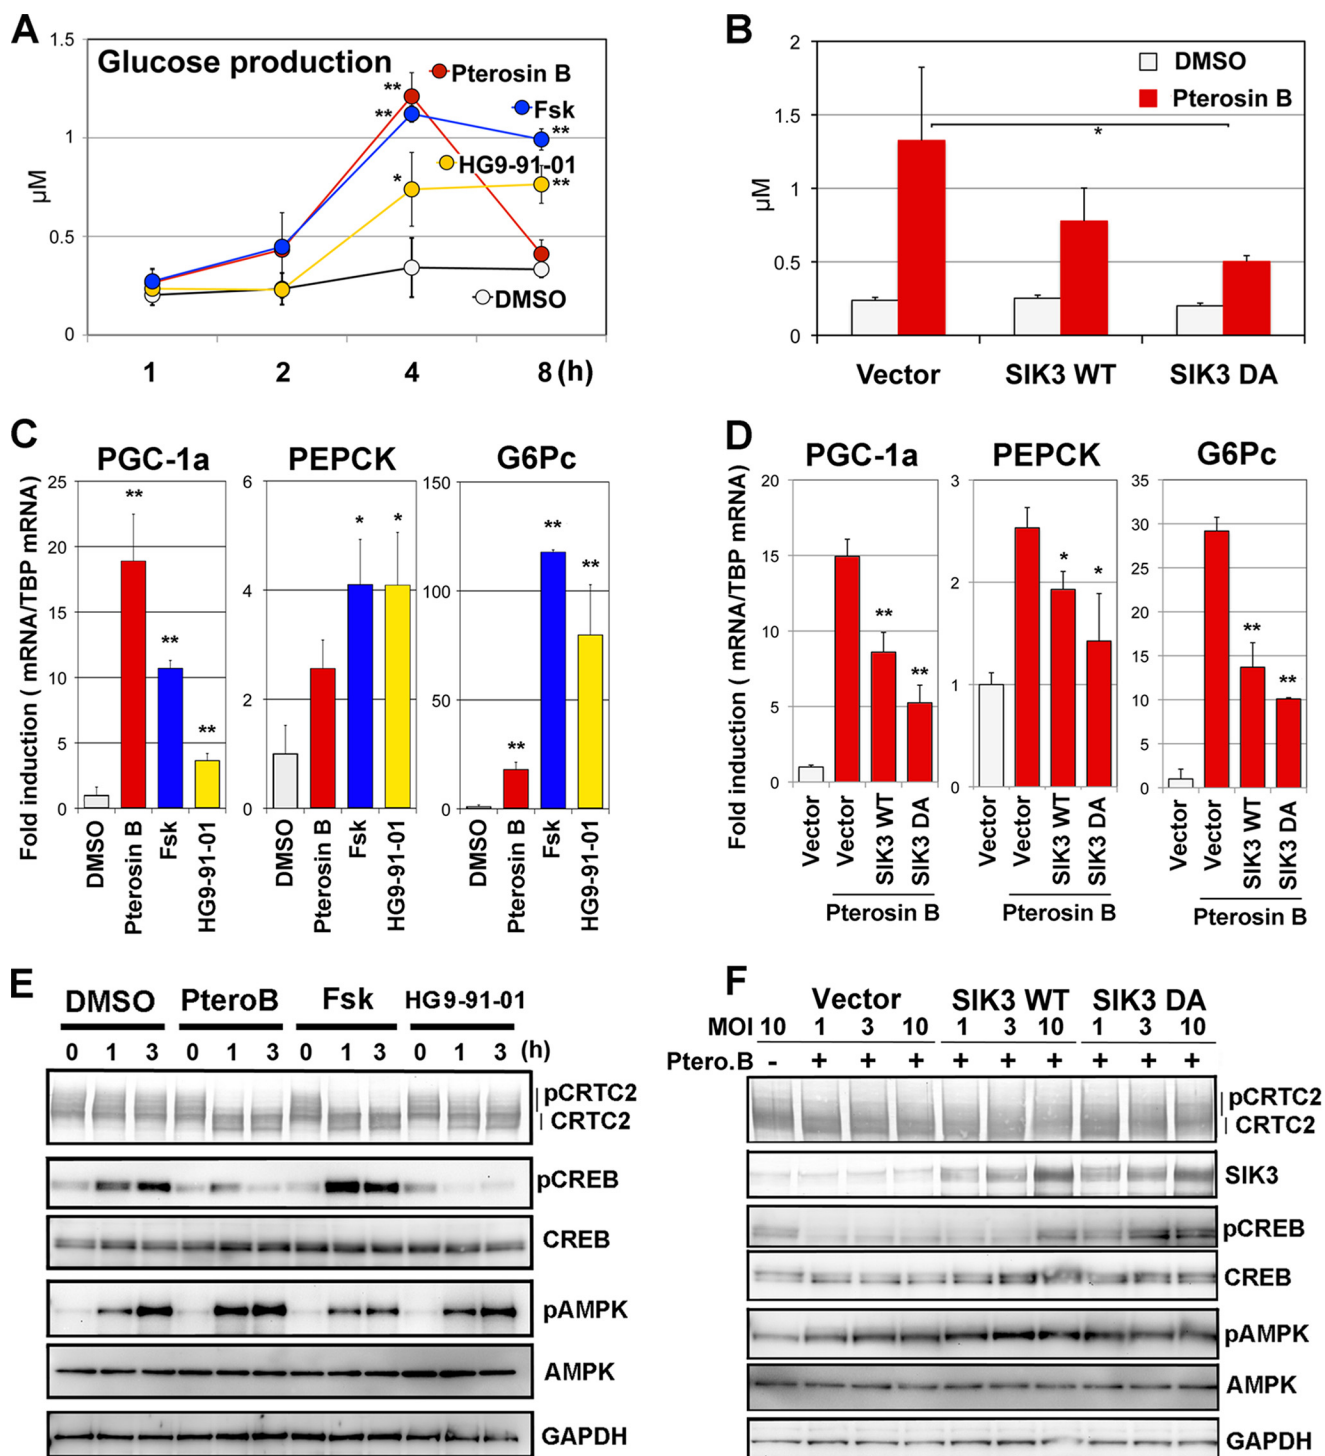 A
Glucose production
1.5
1
0.5
0
µM
Pterosin B
Fsk
HG9-91-01
DMSO
**
**
**
*
**
1 2 4 8 (h)
B
2
1.5
1
0.5
0
µM
DMSO
Pterosin B
*
Vector SIK3 WT SIK3 DA
C
Fold induction ( mRNA/TBP mRNA)
PGC-1a
25
20
15
10
5
0
**
**
**
DMSO
Pterosin B
Fsk
HG9-91-01
PEPCK
6
4
2
0
*
*
DMSO
Pterosin B
Fsk
HG9-91-01
G6Pc
150
100
50
0
**
**
**
DMSO
Pterosin B
Fsk
HG9-91-01
D
Fold induction ( mRNA/TBP mRNA)
PGC-1a
20
15
10
5
0
**
**
Vector
Vector
SIK3 WT
SIK3 DA
Pterosin B
PEPCK
3
2
1
0
*
*
Vector
Vector
SIK3 WT
SIK3 DA
Pterosin B
G6Pc
35
30
25
20
15
10
5
0
**
**
Vector
Vector
SIK3 WT
SIK3 DA
Pterosin B
E
DMSO PteroB Fsk HG9-91-01
0 1 3 0 1 3 0 1 3 0 1 3 (h)
pCRTC2
CRTC2
pCREB
CREB
pAMPK
AMPK
GAPDH
F
Vector SIK3 WT SIK3 DA
MOI 10 1 3 10 1 3 10 1 3 10
Ptero.B - + + + + + + + + +
pCRTC2
CRTC2
SIK3
pCREB
CREB
pAMPK
AMPK
GAPDH